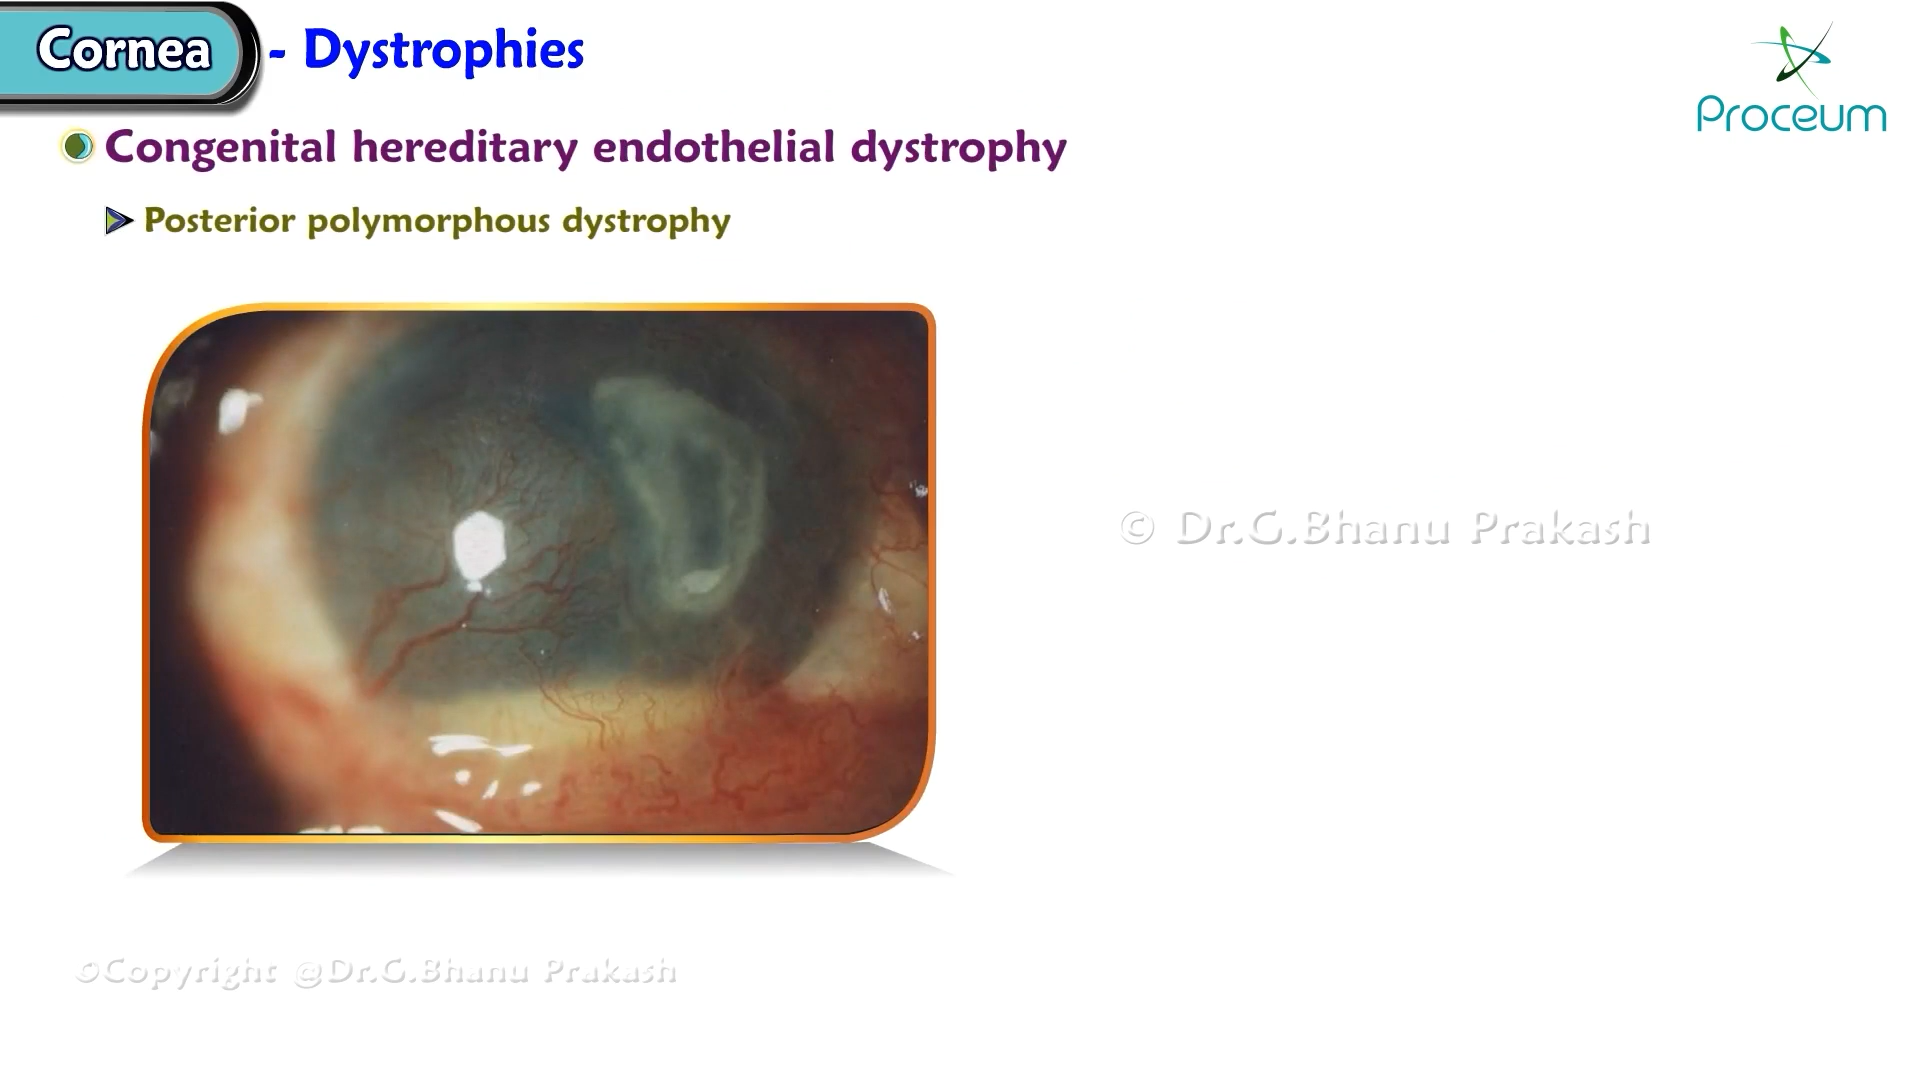 Cornea - Dystrophies
Proceum
Congenital hereditary endothelial dystrophy
Posterior polymorphous dystrophy
© Dr.G.Bhanu Prakash
©Copyright @Dr.G.Bhanu Prakash